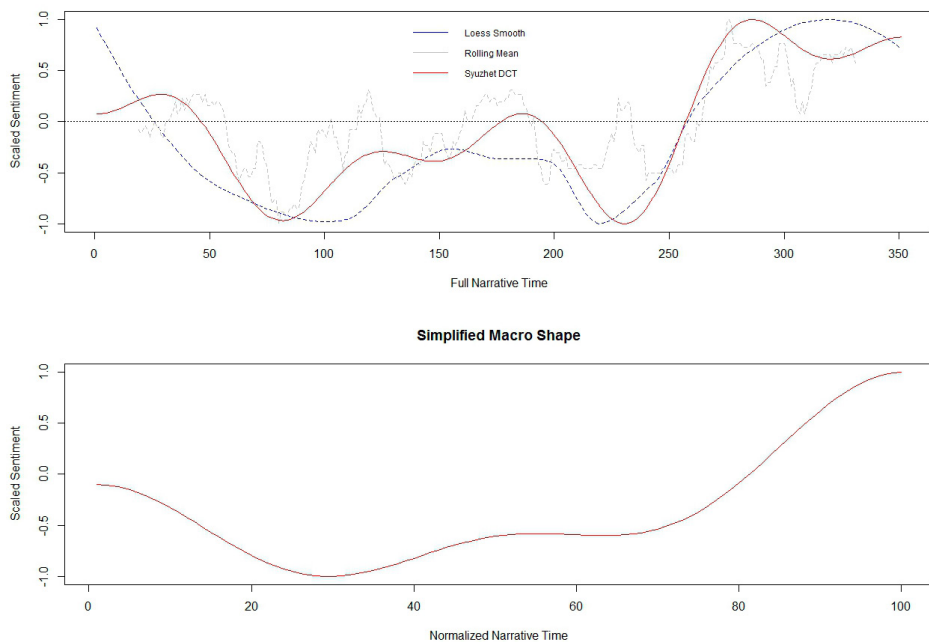 Loess Smooth
Rolling Mean
Syuzhet DCT
Scaled Sentiment
1.0
0.5
0.0
-0.5
-1.0
0 50 100 150 200 250 300 350
Full Narrative Time
Simplified Macro Shape
Scaled Sentiment
1.0
0.5
0.0
-0.5
-1.0
0 20 40 60 80 100
Normalized Narrative Time